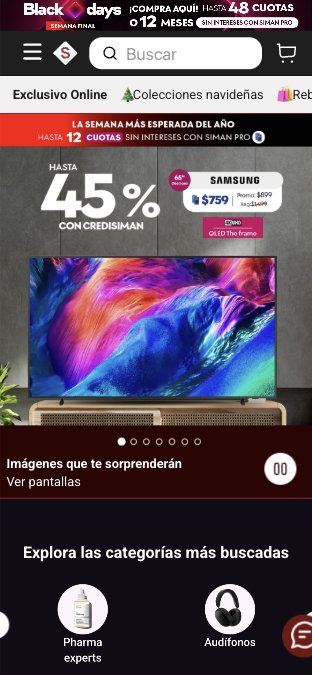 Black days
SEMANA FINAL
¡COMPRA AQUÍ! HASTA 48 CUOTAS
O 12 MESES SIN INTERESES CON SIMAN PRO
S
Buscar
Exclusivo Online
Colecciones navideñas
Reb
LA SEMANA MÁS ESPERADA DEL AÑO
HASTA 12 CUOTAS SIN INTERESES CON SIMAN PRO
HASTA
45%
CON CREDISIMAN
65"
SAMSUNG
$759
Promo: $899
QLED The frame
Imágenes que te sorprenderán
Ver pantallas
Explora las categorías más buscadas
Pharma
experts
Audífonos